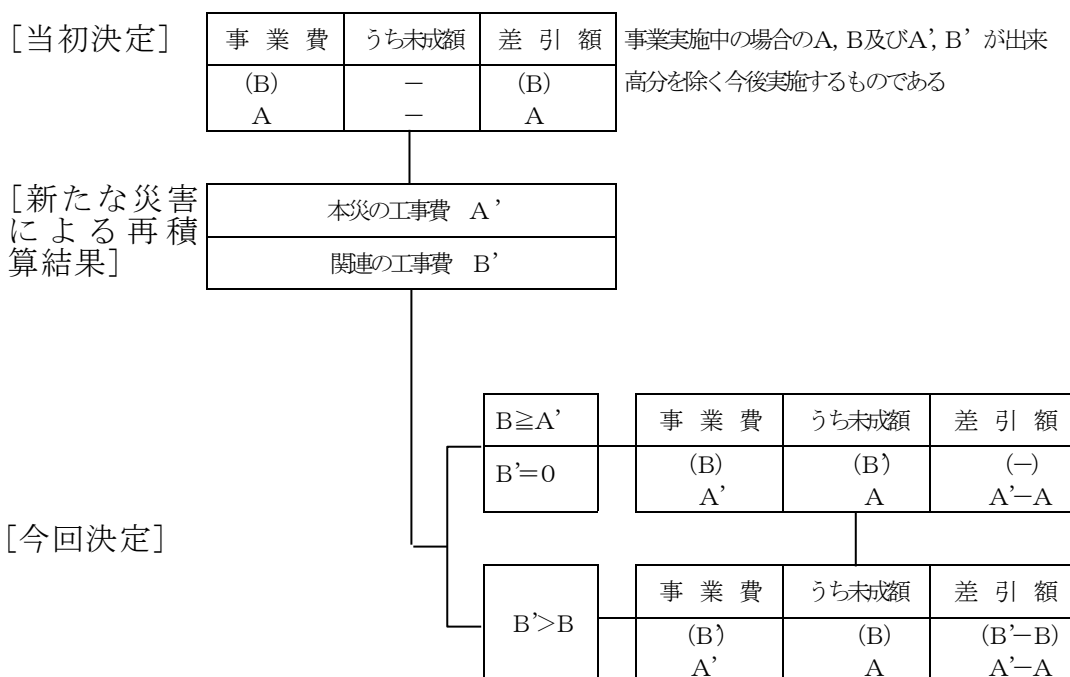 [当初決定]
事 業 費 うち未成額 差 引 額
(B) － (B)
A － A
事業実施中の場合のA, B及びA’, B’ が出来
高分を除く今後実施するものである
[新たな災害
による再積
算結果]
本災の工事費 A’
関連の工事費 B’
[今回決定]
B≧A’
B’＝0
事 業 費 うち未成額 差 引 額
(B) (B’) (－)
A’ A A’－A
B’＞B
事 業 費 うち未成額 差 引 額
(B’) (B) (B’－B)
A’ A A’－A